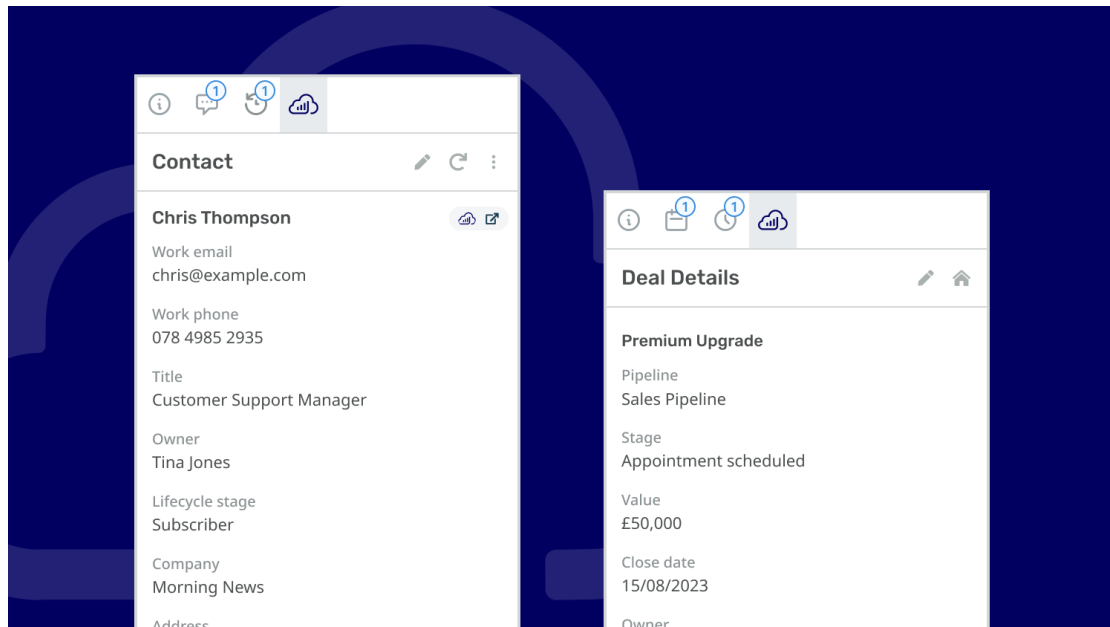 1
1
Contact
Chris Thompson
Work email
chris@example.com
Work phone
078 4985 2935
Title
Customer Support Manager
Owner
Tina Jones
Lifecycle stage
Subscriber
Company
Morning News
Address
1
1
Deal Details
Premium Upgrade
Pipeline
Sales Pipeline
Stage
Appointment scheduled
Value
£50,000
Close date
15/08/2023
Owner